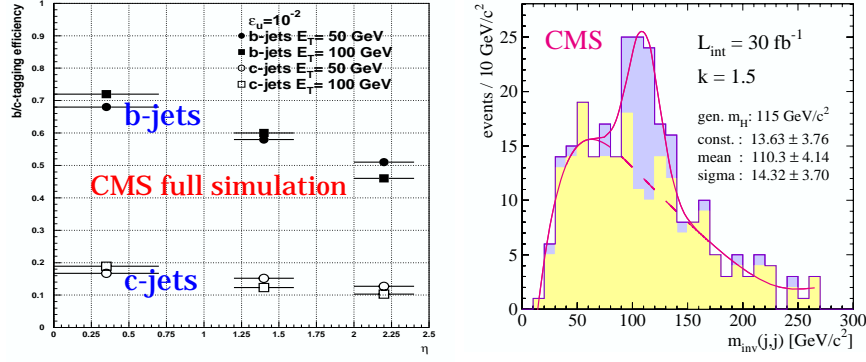 b/c-tagging efficiency
1
0.9
0.8
0.7
0.6
0.5
0.4
0.3
0.2
0.1
0
0
0.25
0.5
0.75
1
1.25
1.5
1.75
2
2.25
2.5
η
ε_u=10^-2
b-jets E_T= 50 GeV
b-jets E_T= 100 GeV
c-jets E_T= 50 GeV
c-jets E_T= 100 GeV
b-jets
CMS full simulation
c-jets
events / 10 GeV/c²
25
20
15
10
5
0
0
50
100
150
200
250
300
m_inv(j,j) [GeV/c²]
CMS
L_int = 30 fb^-1
k = 1.5
gen. m_H: 115 GeV/c²
const. : 13.63 ± 3.76
mean : 110.3 ± 4.14
sigma : 14.32 ± 3.70